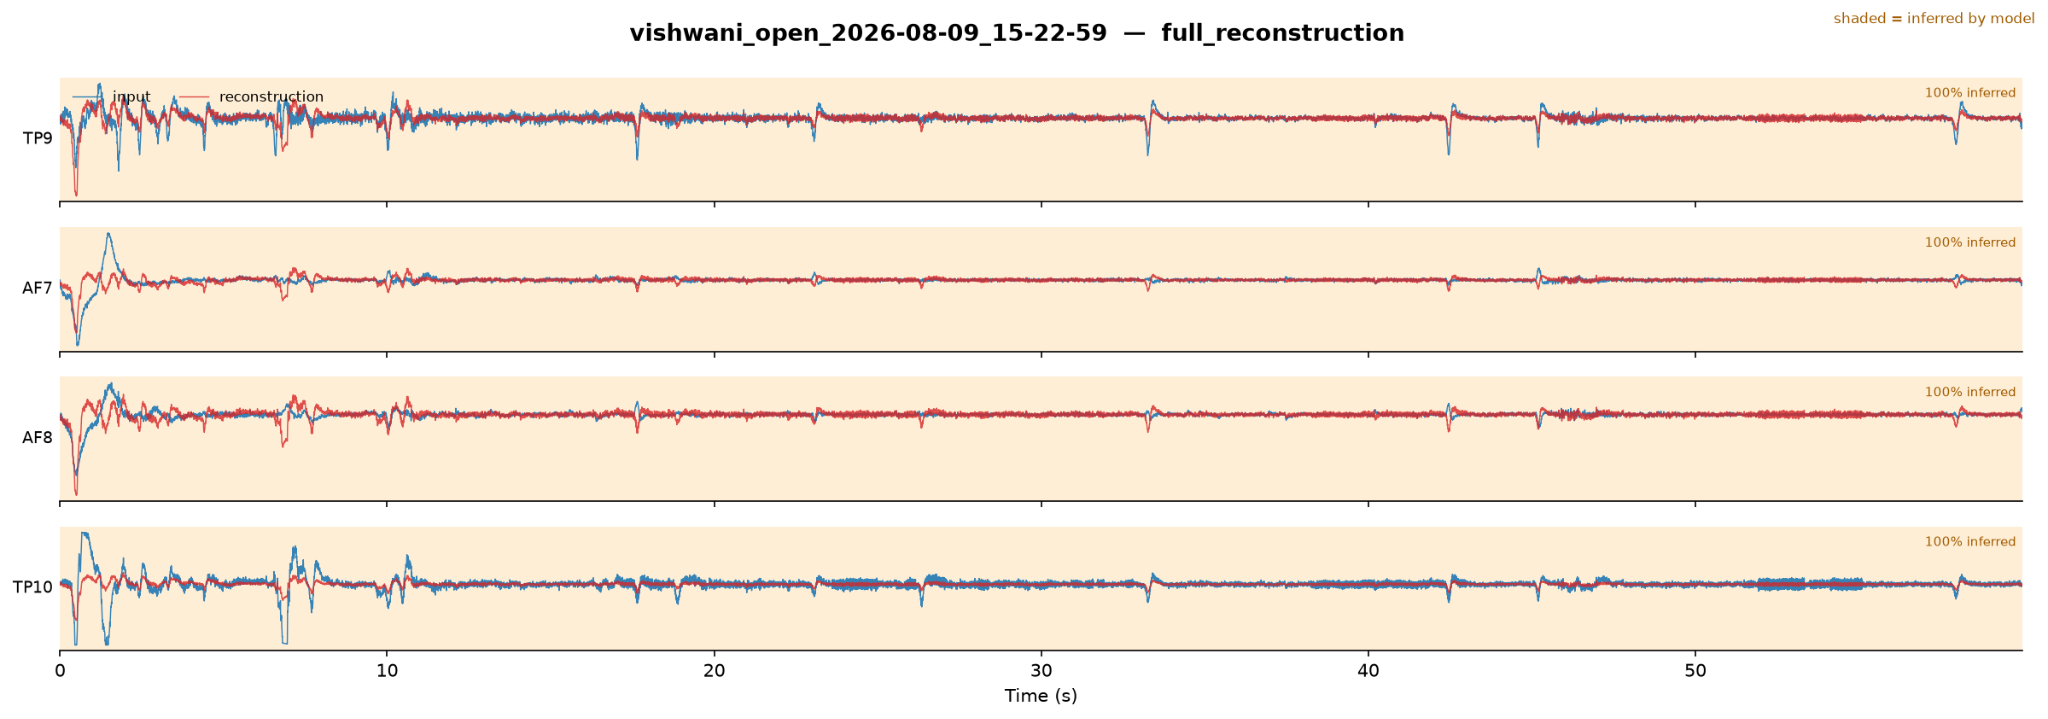 shaded = inferred by model
vishwani_open_2026-08-09_15-22-59 — full_reconstruction
input reconstruction
100% inferred
TP9
100% inferred
AF7
100% inferred
AF8
100% inferred
TP10
0 10 20 30 40 50
Time (s)